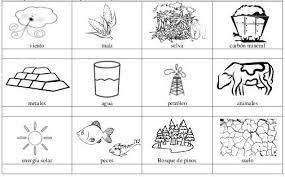 viento maíz selva carbón mineral
metales agua petróleo animales
energía solar peces Bosque de pinos suelo